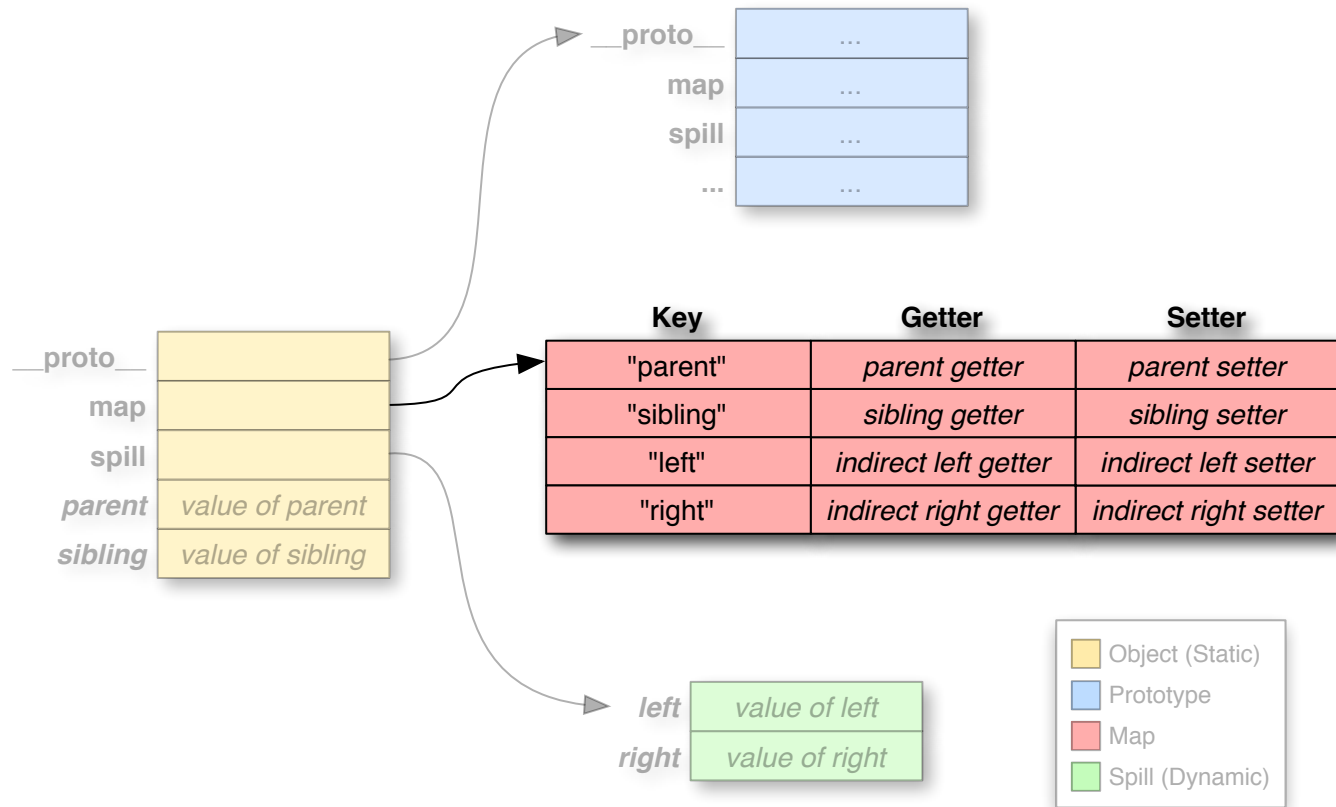 __proto__ ...
map ...
spill ...
... ...
Key Getter Setter
"parent" parent getter parent setter
"sibling" sibling getter sibling setter
"left" indirect left getter indirect left setter
"right" indirect right getter indirect right setter
__proto__
map
spill
parent value of parent
sibling value of sibling
left value of left
right value of right
Object (Static)
Prototype
Map
Spill (Dynamic)